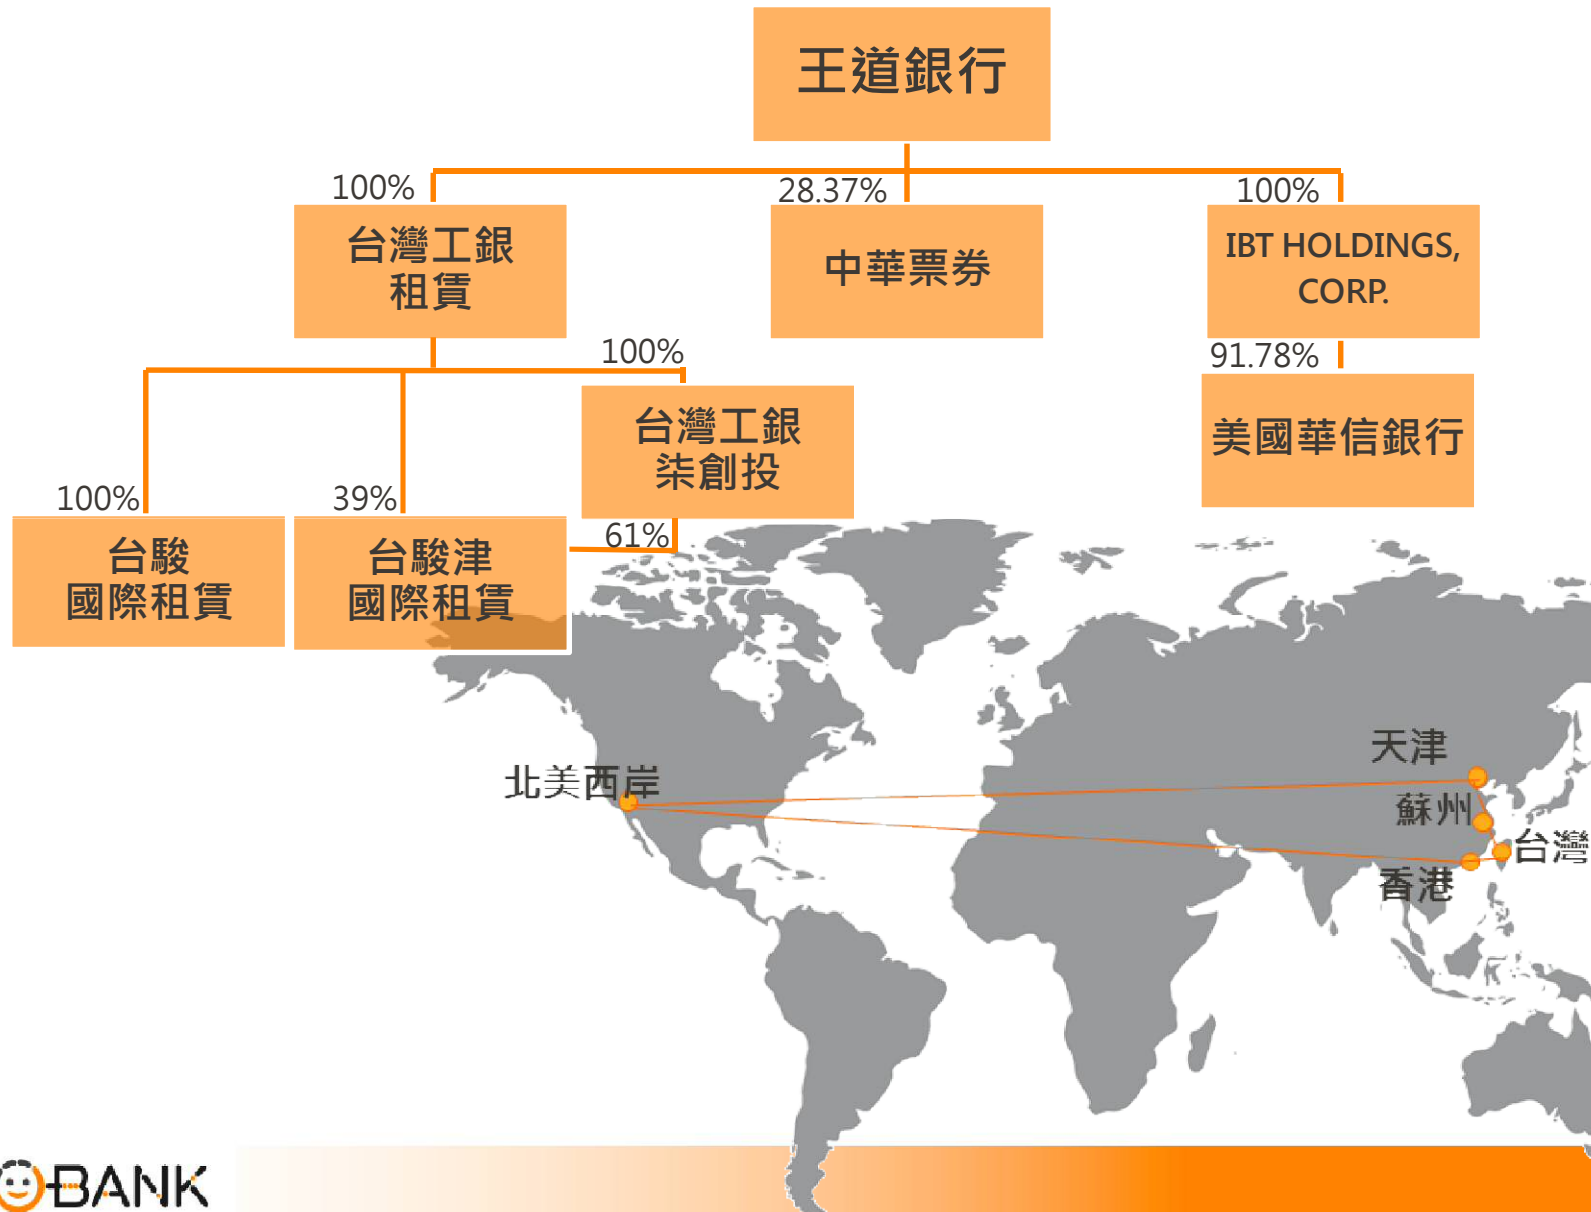 王道銀行
100%
28.37%
100%
台灣工銀
租賃
中華票券
IBT HOLDINGS,
CORP.
100%
91.78%
台灣工銀
柒創投
美國華信銀行
100%
39%
61%
台駿
國際租賃
台駿津
國際租賃
天津
北美西岸
蘇州
台灣
香港
BANK